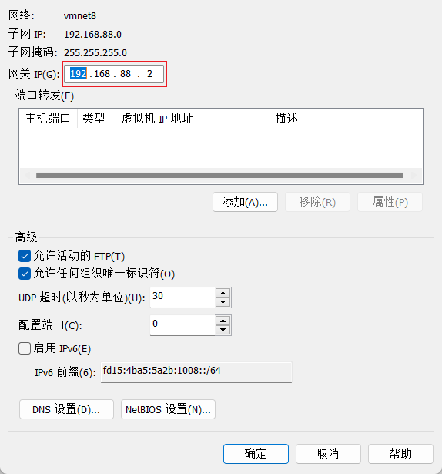 网络: vmnet8
子网 IP: 192.168.88.0
子网掩码: 255.255.255.0
网关 IP(G): 192 . 168 . 88 . 2
端口转发(F)
主机端口 类型 虚拟机 IP 地址 描述
添加(A)... 移除(R) 属性(P)
高级
允许活动的 FTP(T)
允许任何组织唯一标识符(O)
UDP 超时(以秒为单位)(U): 30
配置端口(C): 0
启用 IPv6(E)
IPv6 前缀(6): fd15:4ba5:5a2b:1008::/64
DNS 设置(D)... NetBIOS 设置(N)...
确定 取消 帮助